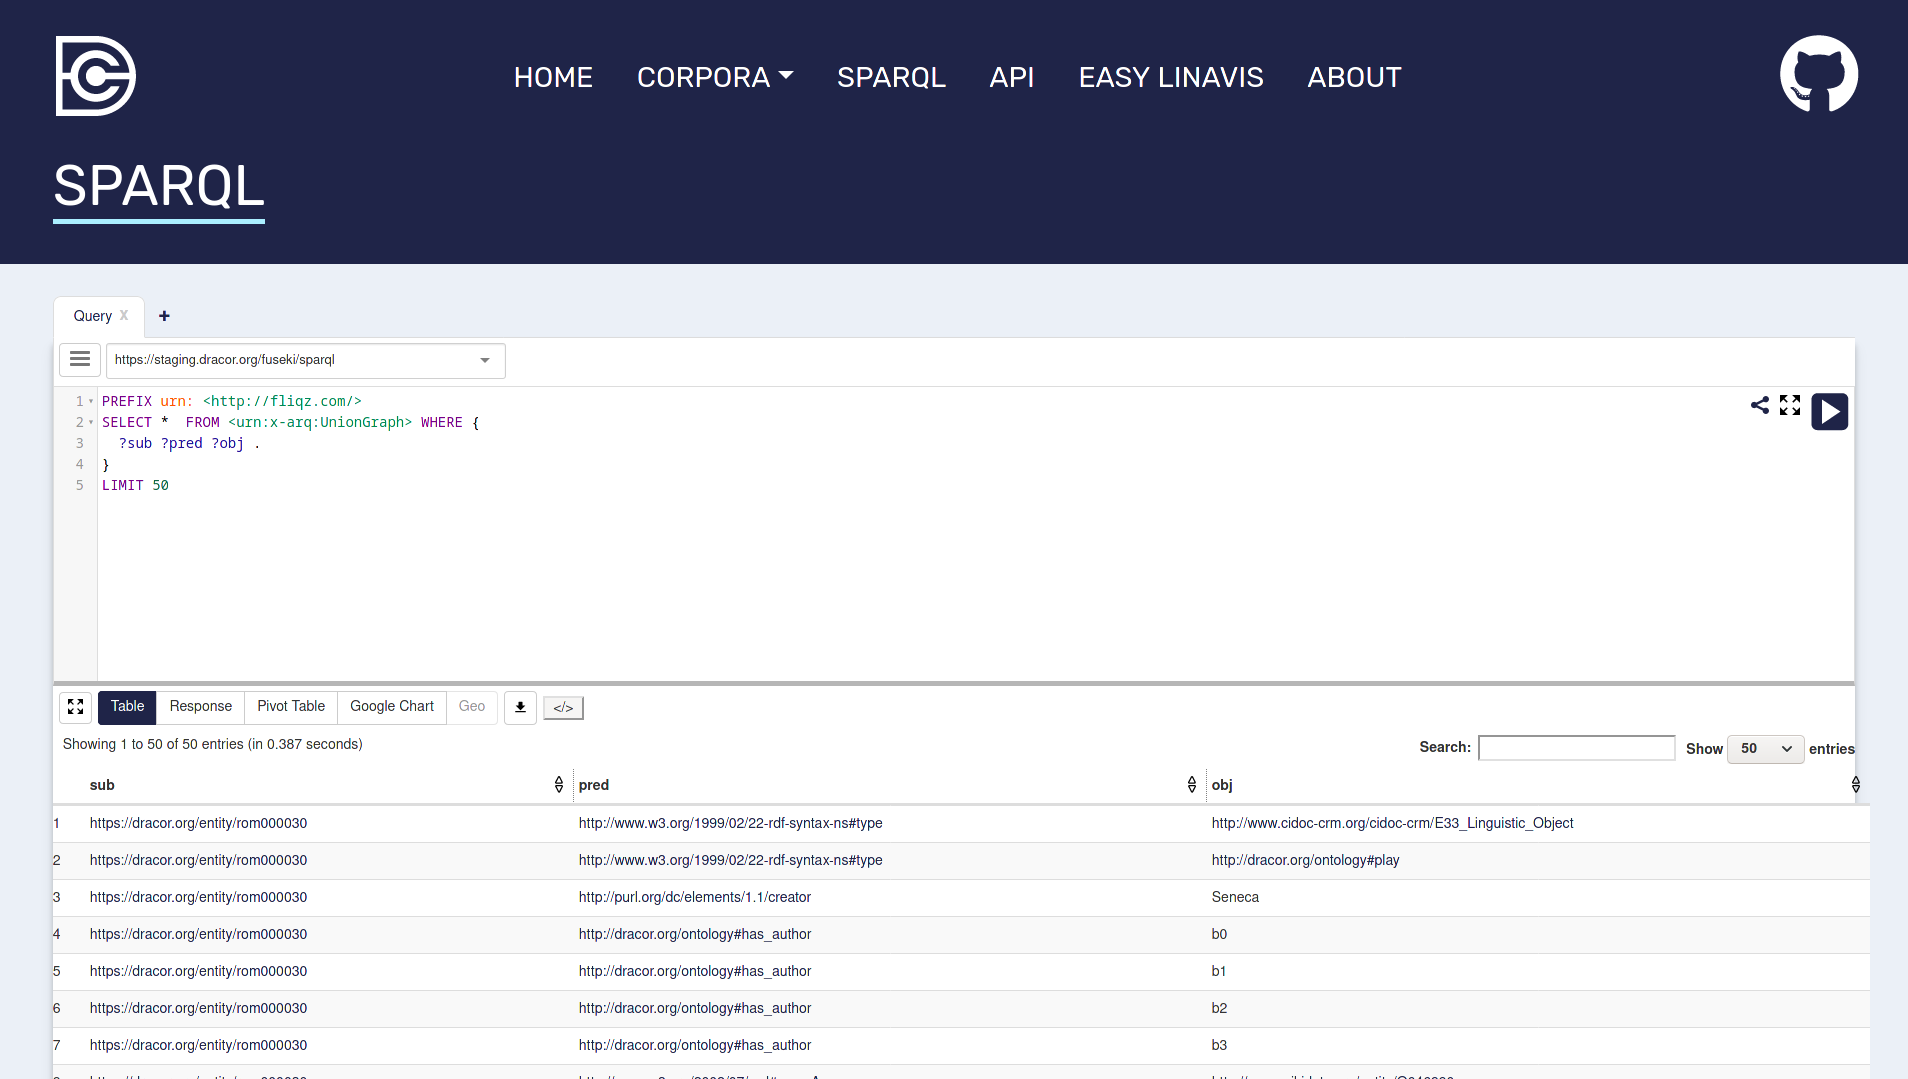 HOME CORPORA SPARQL API EASY LINAVIS ABOUT
SPARQL
Query X +
https://staging.dracor.org/fuseki/sparql
1 PREFIX urn: <http://fliqz.com/>
2 SELECT *  FROM <urn:x-arq:UnionGraph> WHERE {
3   ?sub ?pred ?obj .
4 }
5 LIMIT 50
Table Response Pivot Table Google Chart Geo </>
Showing 1 to 50 of 50 entries (in 0.387 seconds)
Search: Show 50 entries
sub pred obj
1 https://dracor.org/entity/rom000030 http://www.w3.org/1999/02/22-rdf-syntax-ns#type http://www.cidoc-crm.org/cidoc-crm/E33_Linguistic_Object
2 https://dracor.org/entity/rom000030 http://www.w3.org/1999/02/22-rdf-syntax-ns#type http://dracor.org/ontology#play
3 https://dracor.org/entity/rom000030 http://purl.org/dc/elements/1.1/creator Seneca
4 https://dracor.org/entity/rom000030 http://dracor.org/ontology#has_author b0
5 https://dracor.org/entity/rom000030 http://dracor.org/ontology#has_author b1
6 https://dracor.org/entity/rom000030 http://dracor.org/ontology#has_author b2
7 https://dracor.org/entity/rom000030 http://dracor.org/ontology#has_author b3